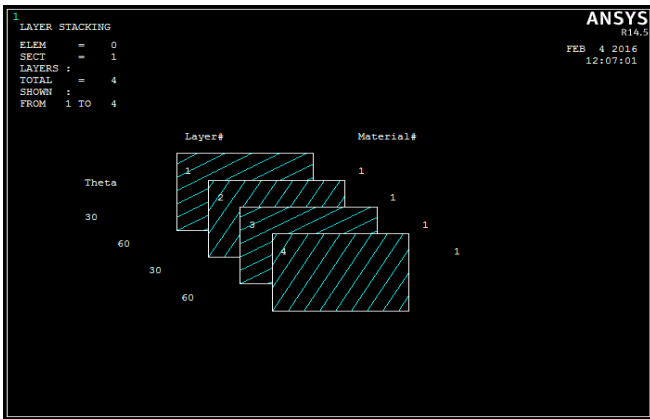 1
LAYER STACKING
ANSYS
R14.5
ELEM = 0
SECT = 1
LAYERS :
TOTAL = 4
SHOWN :
FROM 1 TO 4
FEB 4 2016
12:07:01
Layer# Material#
1 1
Theta
2 1
30
3 1
60
4 1
30
60